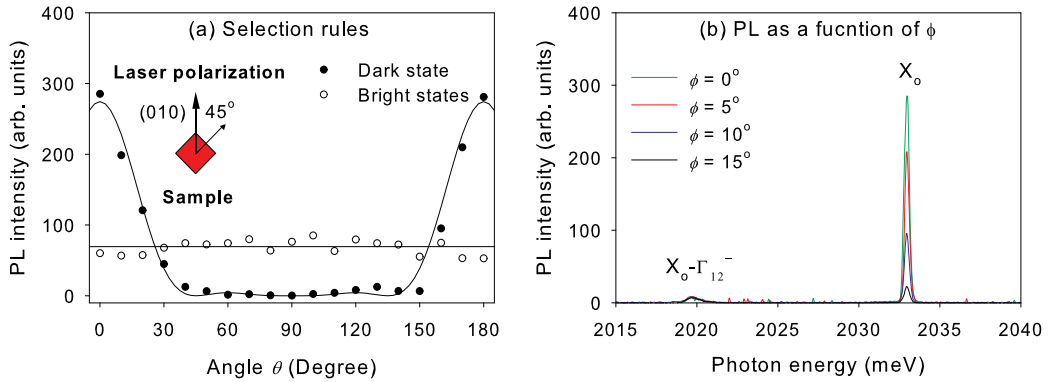 (a) Selection rules
Laser polarization
Dark state
Bright states
(010)
45°
Sample
PL intensity (arb. units)
400
300
200
100
0
0 30 60 90 120 150 180
Angle θ (Degree)
(b) PL as a fucntion of ϕ
Xₒ
ϕ = 0°
ϕ = 5°
ϕ = 10°
ϕ = 15°
Xₒ-Γ₁₂⁻
PL intensity (arb. units)
400
300
200
100
0
2015 2020 2025 2030 2035 2040
Photon energy (meV)